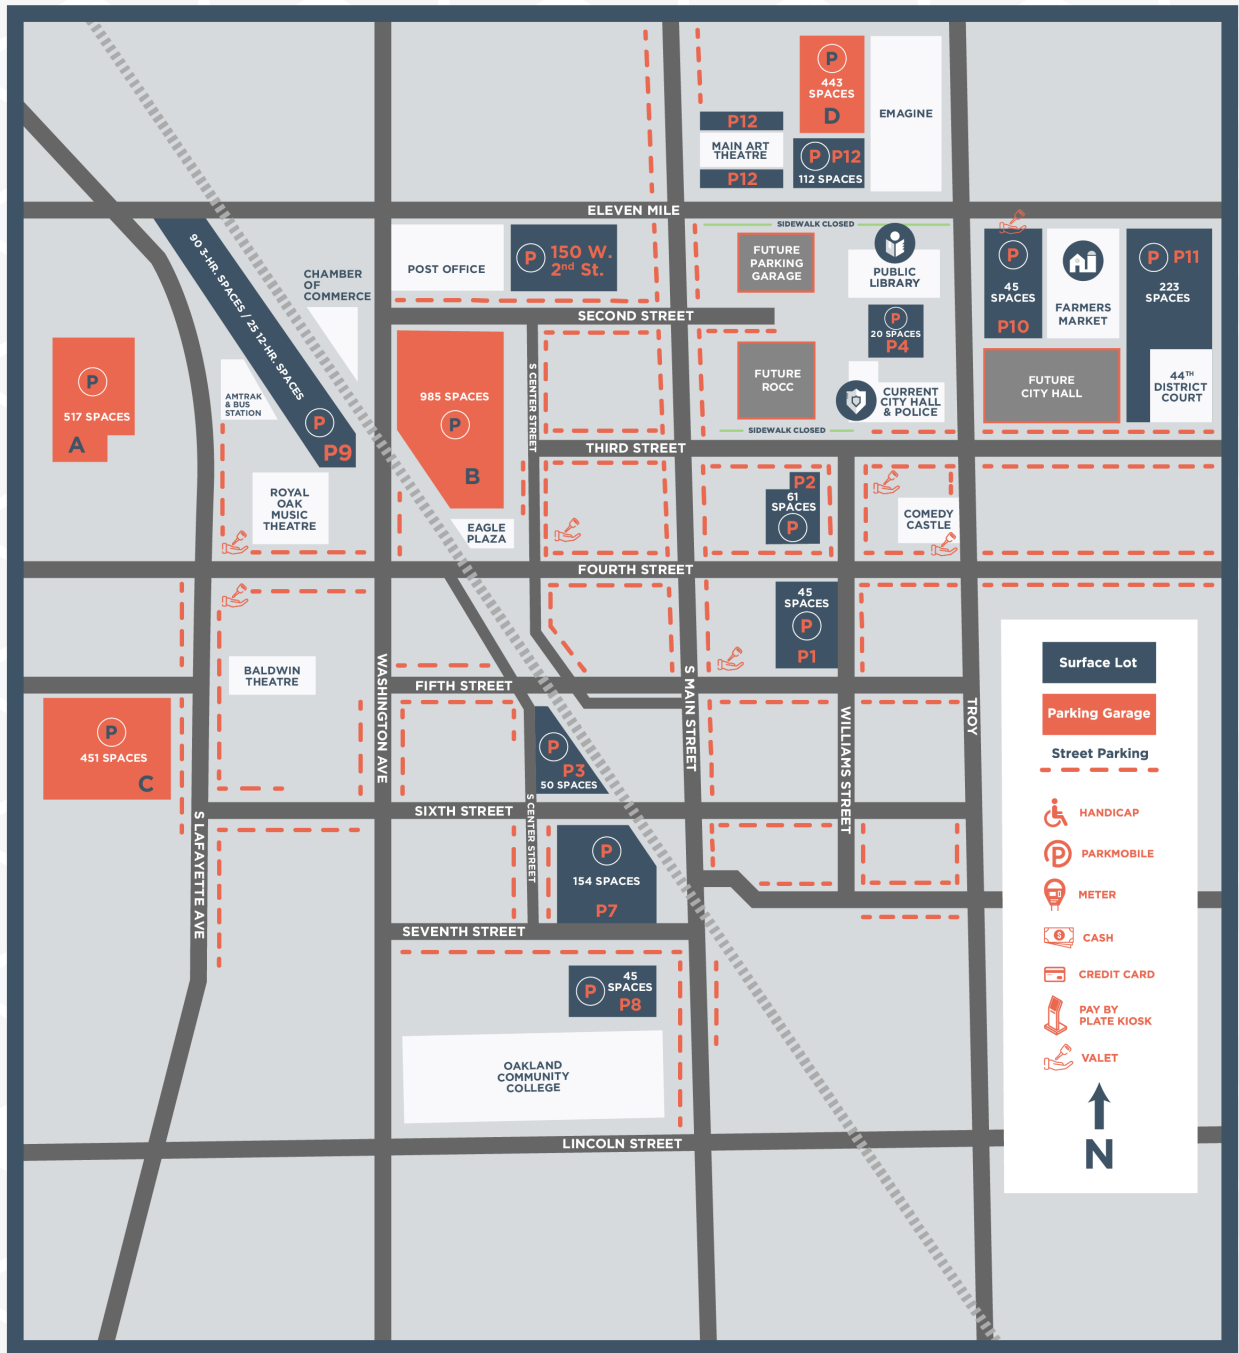 P
443
SPACES
D
EMAGINE
P12
MAIN ART
THEATRE
P12
P P12
112 SPACES
ELEVEN MILE
SIDEWALK CLOSED
90 3-HR. SPACES / 25 12-HR. SPACES
P
P9
CHAMBER
OF
COMMERCE
POST OFFICE
P
150 W.
2nd St.
FUTURE
PARKING
GARAGE
PUBLIC
LIBRARY
P
45
SPACES
P10
FARMERS
MARKET
P P11
223
SPACES
SECOND STREET
P
20 SPACES
P4
P
517 SPACES
A
AMTRAK
& BUS
STATION
985 SPACES
P
B
S CENTER STREET
FUTURE
ROCC
CURRENT
CITY HALL
& POLICE
FUTURE
CITY HALL
44TH
DISTRICT
COURT
SIDEWALK CLOSED
THIRD STREET
ROYAL
OAK
MUSIC
THEATRE
EAGLE
PLAZA
P2
61
SPACES
P
COMEDY
CASTLE
FOURTH STREET
45
SPACES
P
P1
BALDWIN
THEATRE
WASHINGTON AVE
FIFTH STREET
S MAIN STREET
WILLIAMS STREET
TROY
P
451 SPACES
C
P
P3
50 SPACES
SIXTH STREET
S CENTER STREET
S LAFAYETTE AVE
P
154 SPACES
P7
SEVENTH STREET
P
45
SPACES
P8
OAKLAND
COMMUNITY
COLLEGE
LINCOLN STREET
Surface Lot
Parking Garage
Street Parking
HANDICAP
P
PARKMOBILE
METER
$
CASH
CREDIT CARD
PAY BY
PLATE KIOSK
VALET
N